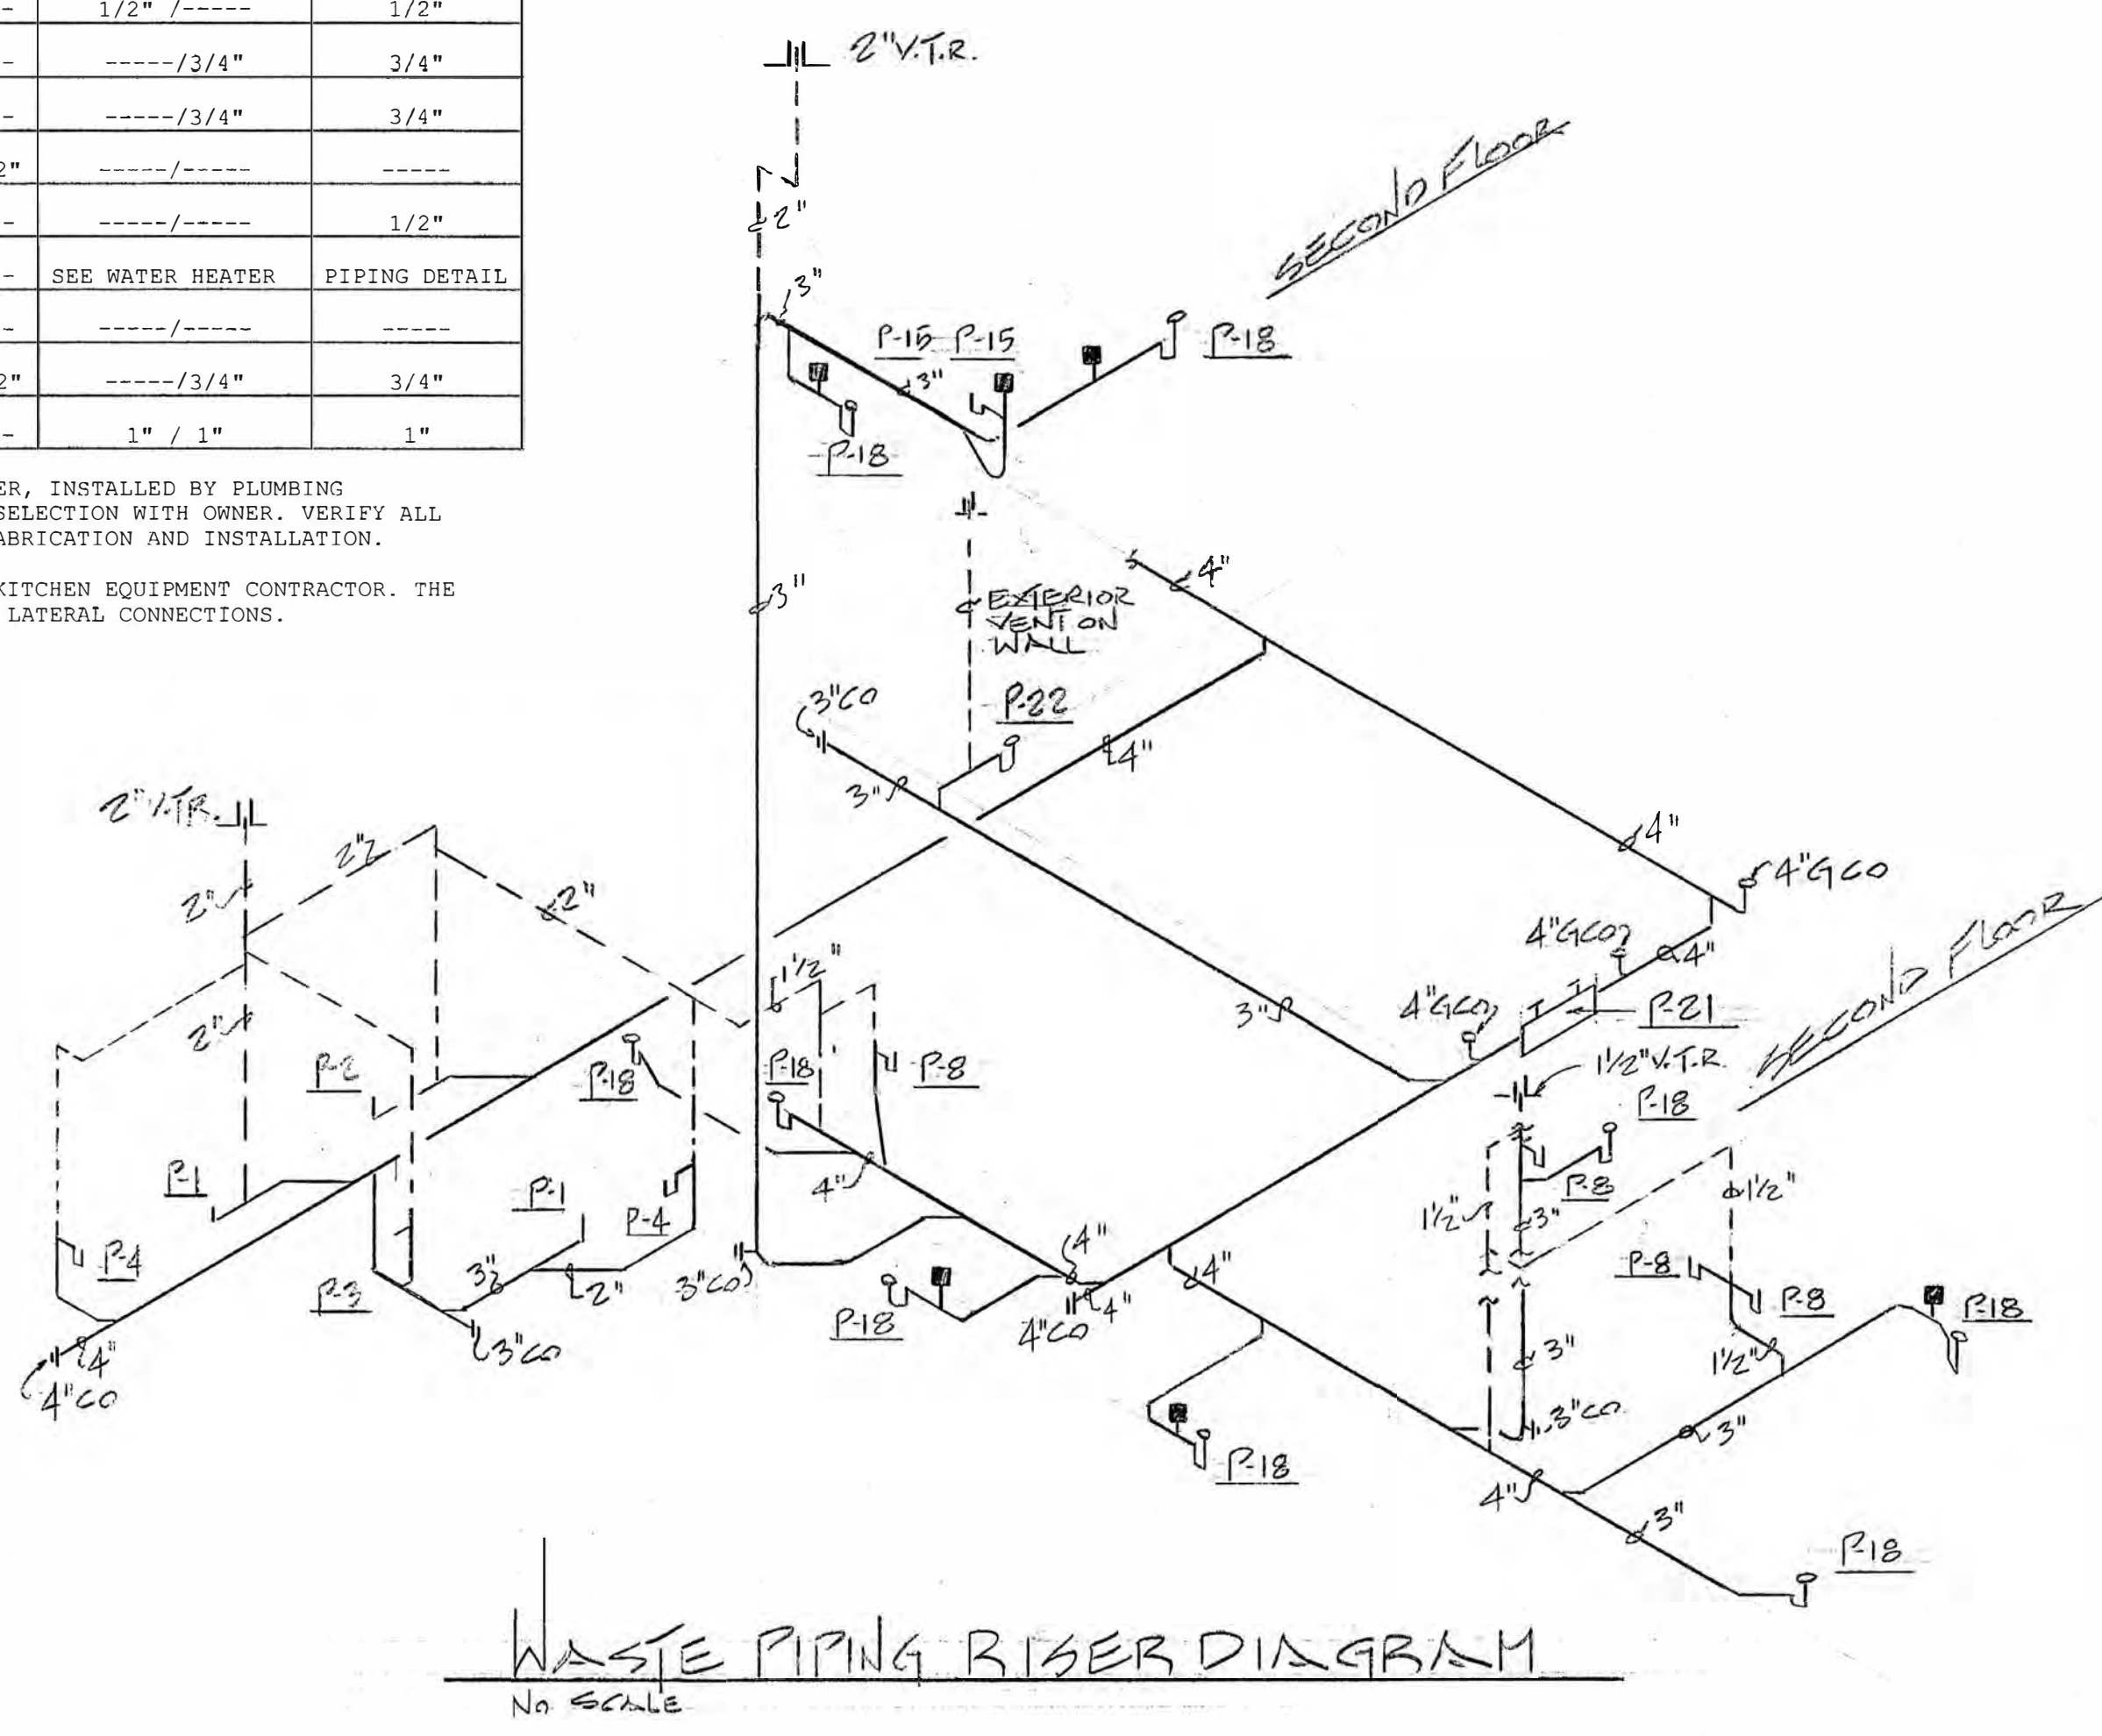 - 1/2" /----- 1/2"
- -----/3/4" 3/4"
- -----/3/4" 3/4"
2" -----/----- -----
- -----/----- 1/2"
- SEE WATER HEATER PIPING DETAIL
- -----/----- -----
2" -----/3/4" 3/4"
- 1" / 1" 1"
ER, INSTALLED BY PLUMBING
SELECTION WITH OWNER. VERIFY ALL
ABRICATION AND INSTALLATION.
KITCHEN EQUIPMENT CONTRACTOR. THE
LATERAL CONNECTIONS.
2" V.T.R.
2"
SECOND FLOOR
3"
P-15 P-15
P-18
3"
P-18
4"
3"
EXTERIOR
VENT ON
WALL
3"CO
P-22
4"
3"
2" V.T.R.
2"
2"
2"
4"
4"GCO
4"GCO
4"
SECOND FLOOR
1 1/2"
3"
4"GCO
P-21
2"
P-2
P-18
P-18
P-8
1 1/2" V.T.R.
P-18
P-1
P-1
P-4
4"
1 1/2"
3"
P-8
1 1/2"
P-4
P-3
3"
2"
3"CO
4"
4"
P-8
P-8
P-18
4"
4"CO
3"CO
P-18
4"CO
4"
3"
1 1/2"
3"CO
3"
P-18
4"
3"
P-18
WASTE PIPING RISER DIAGRAM
NO SCALE